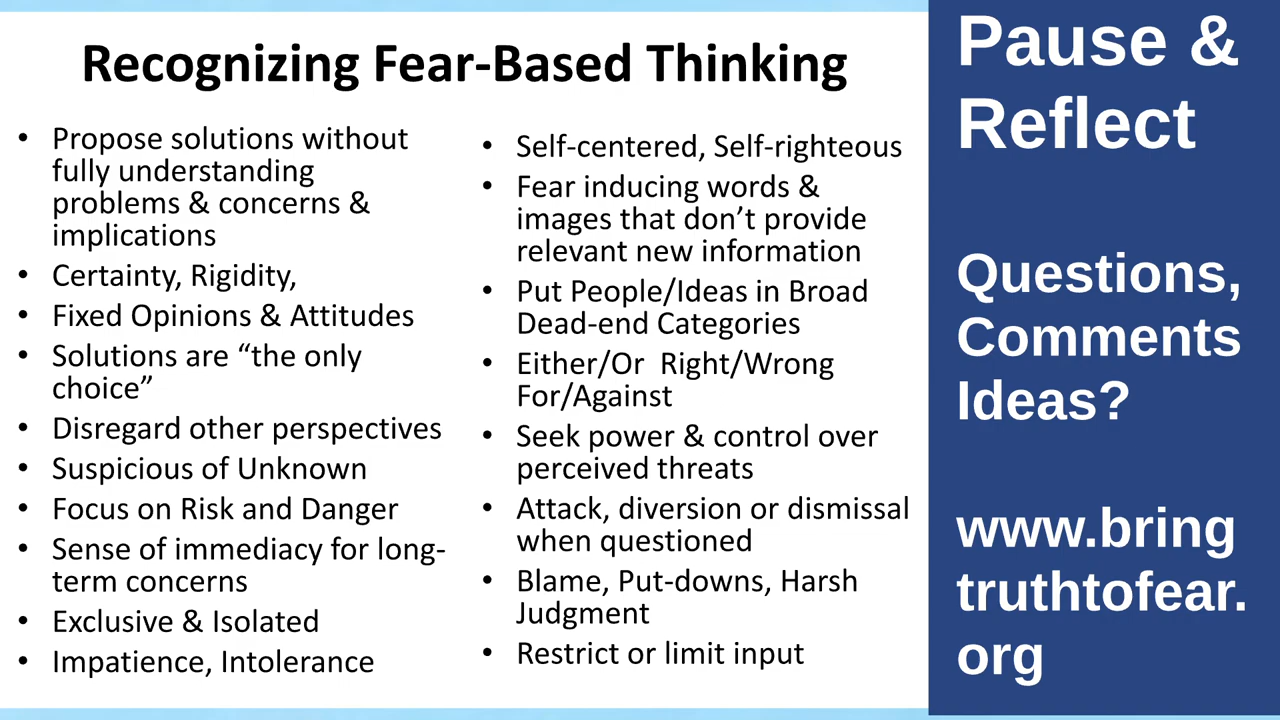 Recognizing Fear-Based Thinking
• Propose solutions without
fully understanding
problems & concerns &
implications
• Certainty, Rigidity,
• Fixed Opinions & Attitudes
• Solutions are “the only
choice”
• Disregard other perspectives
• Suspicious of Unknown
• Focus on Risk and Danger
• Sense of immediacy for long-
term concerns
• Exclusive & Isolated
• Impatience, Intolerance
• Self-centered, Self-righteous
• Fear inducing words &
images that don’t provide
relevant new information
• Put People/Ideas in Broad
Dead-end Categories
• Either/Or  Right/Wrong
For/Against
• Seek power & control over
perceived threats
• Attack, diversion or dismissal
when questioned
• Blame, Put-downs, Harsh
Judgment
• Restrict or limit input
Pause &
Reflect
Questions,
Comments
Ideas?
www.bring
truthtofear.
org